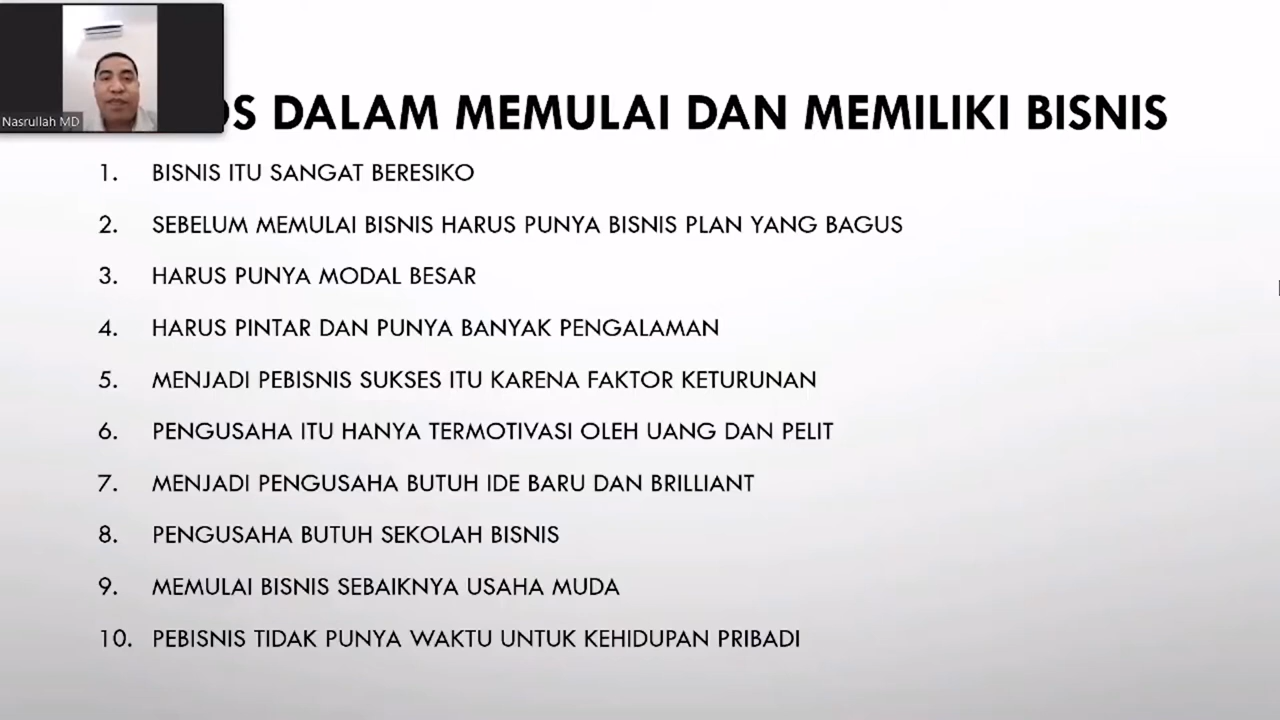 Nasrullah MD
DALAM MEMULAI DAN MEMILIKI BISNIS
1. BISNIS ITU SANGAT BERESIKO
2. SEBELUM MEMULAI BISNIS HARUS PUNYA BISNIS PLAN YANG BAGUS
3. HARUS PUNYA MODAL BESAR
4. HARUS PINTAR DAN PUNYA BANYAK PENGALAMAN
5. MENJADI PEBISNIS SUKSES ITU KARENA FAKTOR KETURUNAN
6. PENGUSAHA ITU HANYA TERMOTIVASI OLEH UANG DAN PELIT
7. MENJADI PENGUSAHA BUTUH IDE BARU DAN BRILLIANT
8. PENGUSAHA BUTUH SEKOLAH BISNIS
9. MEMULAI BISNIS SEBAIKNYA USAHA MUDA
10. PEBISNIS TIDAK PUNYA WAKTU UNTUK KEHIDUPAN PRIBADI